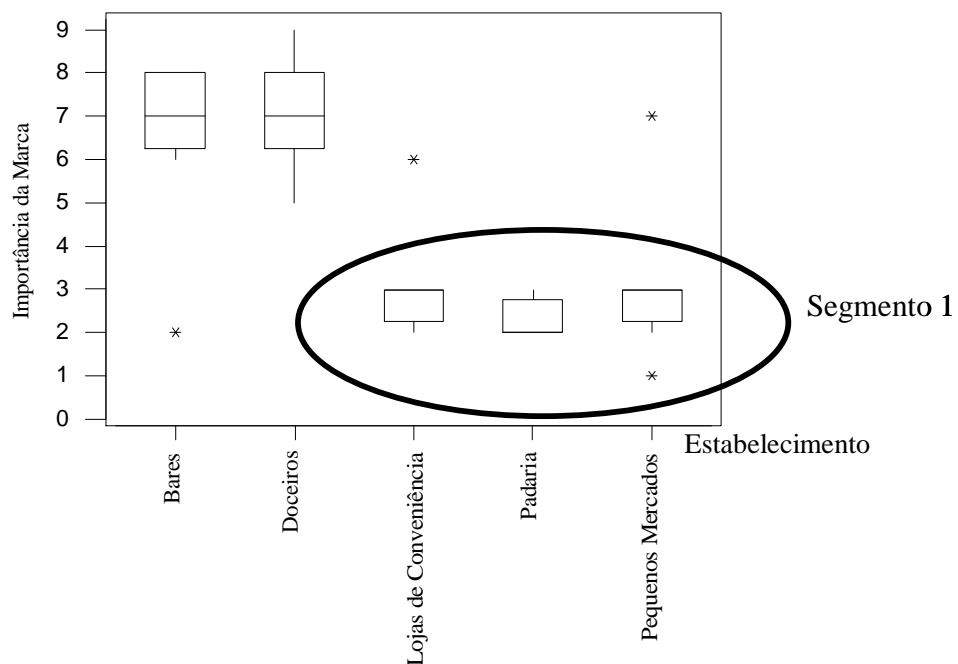 Importância da Marca
9
8
7
6
5
4
3
2
1
0
Segmento 1
Estabelecimento
Bares
Doceiros
Lojas de Conveniência
Padaria
Pequenos Mercados